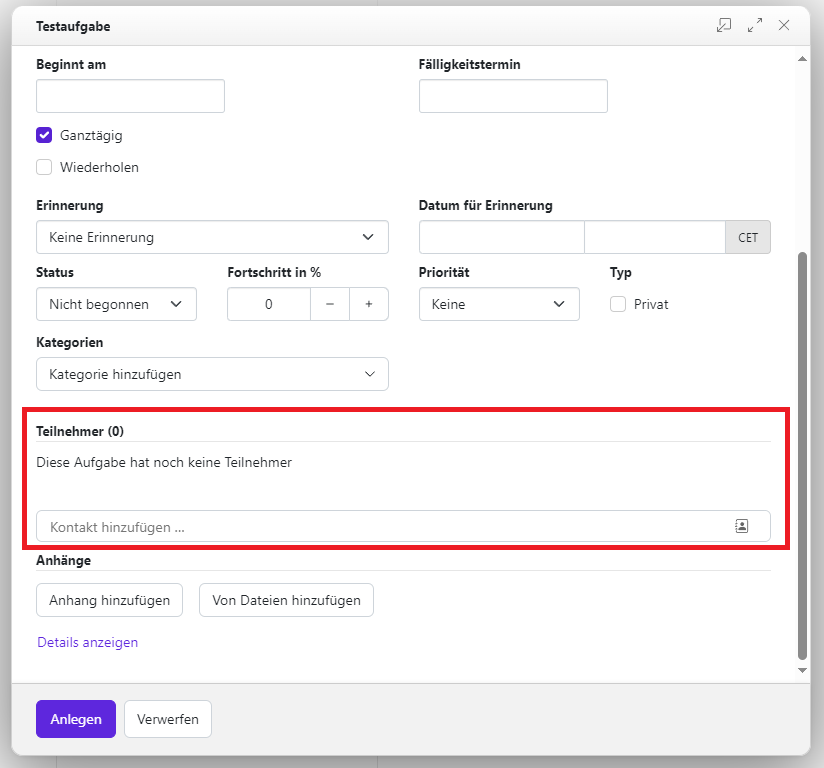 Testaufgabe
Beginnt am
Fälligkeitstermin
Ganztägig
Wiederholen
Erinnerung
Datum für Erinnerung
Keine Erinnerung
CET
Status
Fortschritt in %
Priorität
Typ
Nicht begonnen
0
−
+
Keine
Privat
Kategorien
Kategorie hinzufügen
Teilnehmer (0)
Diese Aufgabe hat noch keine Teilnehmer
Kontakt hinzufügen ...
Anhänge
Anhang hinzufügen
Von Dateien hinzufügen
Details anzeigen
Anlegen
Verwerfen